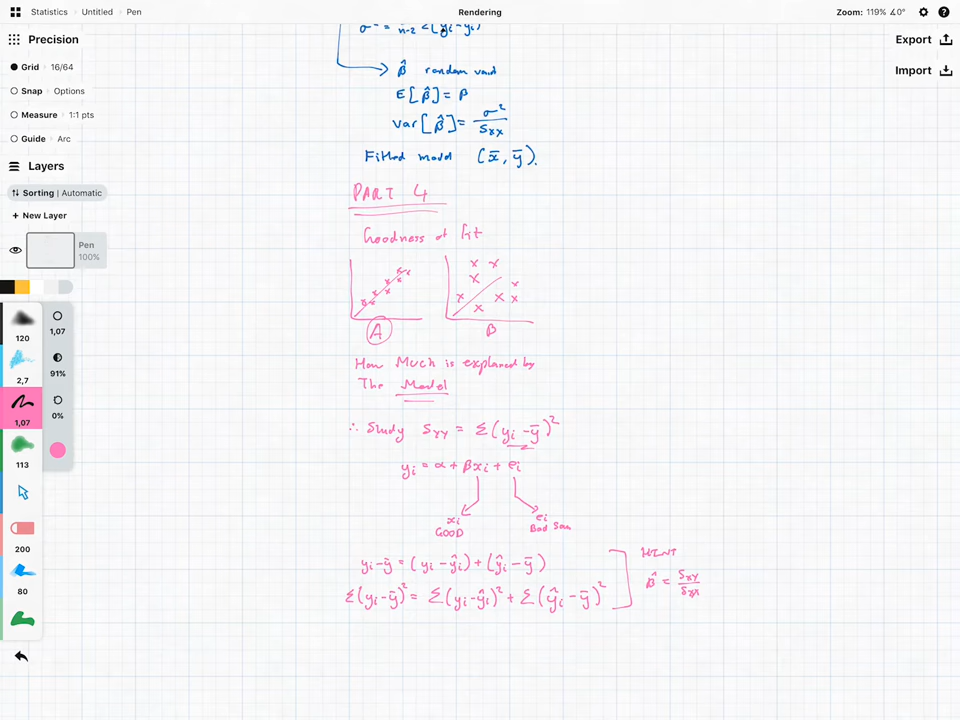 Statistics Untitled Pen
Rendering
Zoom: 119% ∠0°
Precision
Grid 16/64
Snap Options
Measure 1:1 pts
Guide Arc
Layers
Sorting | Automatic
New Layer
Pen
100%
120
2,7
1,07
113
200
80
1,07
91%
0%
Export
Import
β̂ random
E[β̂] = β
var[β̂] = σ²/Sxx
Fitted model (x̄, ȳ).
PART 4
Goodness of fit
A
B
How Much is explained by
The Model
∴ Study Syy = Σ(yi - ȳ)²
yi = α + βxi + ei
xi
GOOD
ei
Bad
yi - ȳ = (yi - ŷi) + (ŷi - ȳ)
Σ(yi - ȳ)² = Σ(yi - ŷi)² + Σ(ŷi - ȳ)²
HINT
β̂ = Sxy/Sxx